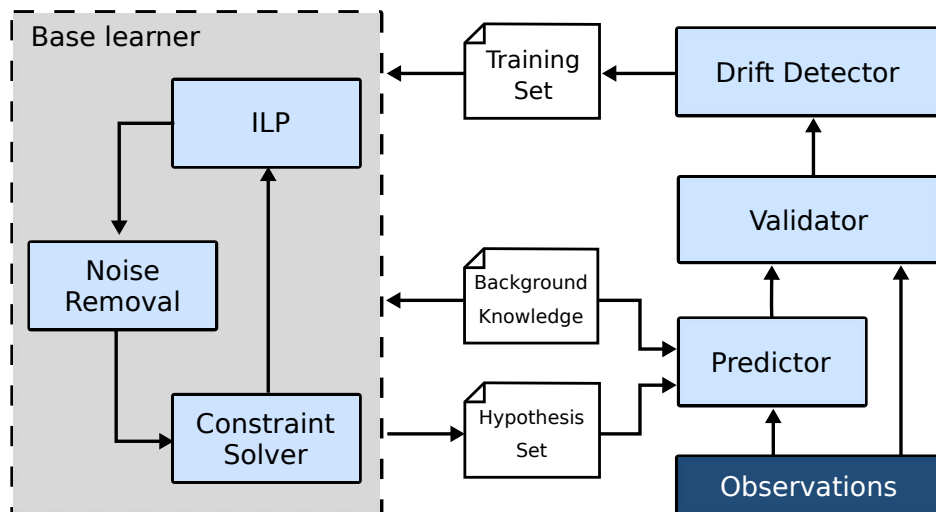 Base learner
ILP
Noise
Removal
Constraint
Solver
Training
Set
Background
Knowledge
Hypothesis
Set
Drift Detector
Validator
Predictor
Observations